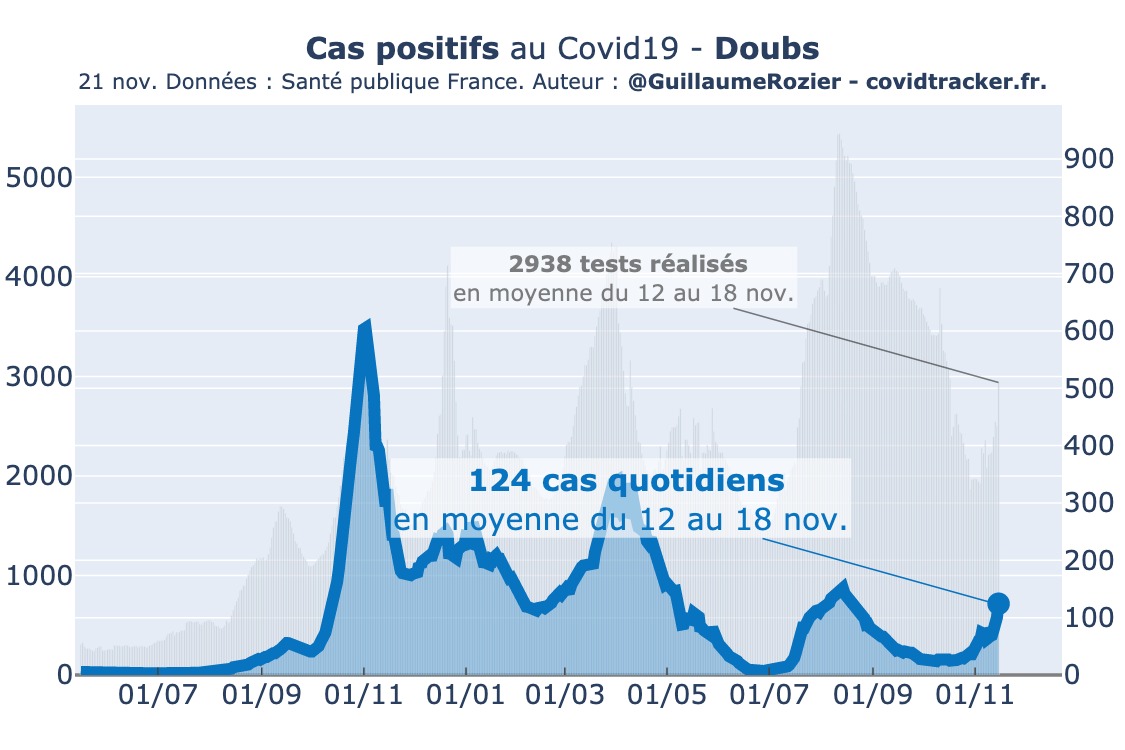 Cas positifs au Covid19 - Doubs
21 nov. Données : Santé publique France. Auteur : @GuillaumeRozier - covidtracker.fr.
900
5000
800
2938 tests réalisés
700
4000
en moyenne du 12 au 18 nov.
600
3000
500
400
2000
124 cas quotidiens
300
en moyenne du 12 au 18 nov.
200
1000
100
0
0
01/07 01/09 01/11 01/01 01/03 01/05 01/07 01/09 01/11